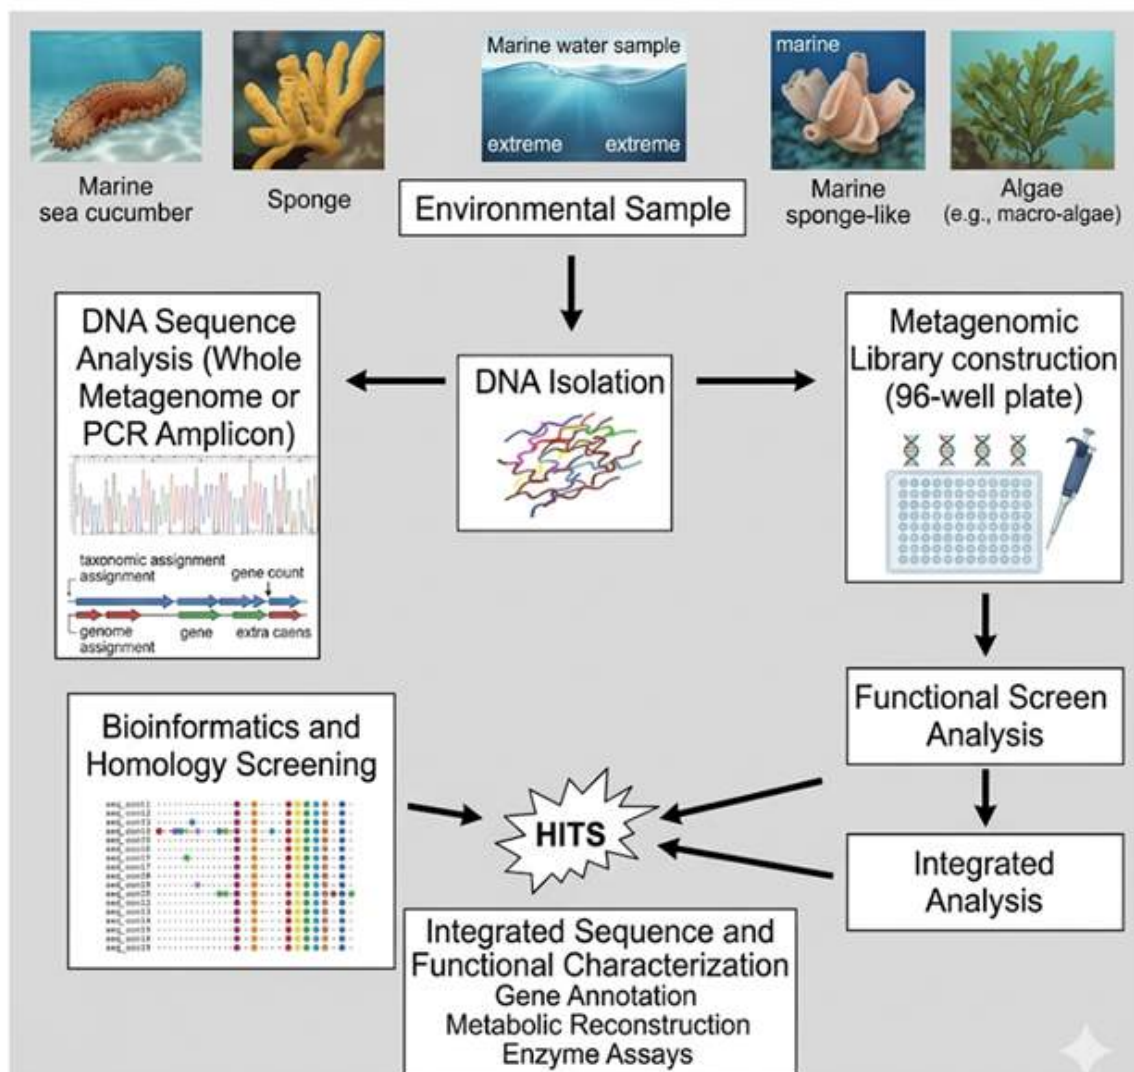 Marine water sample
extreme
extreme
marine
Marine
sea cucumber
Sponge
Environmental Sample
Marine
sponge-like
Algae
(e.g., macro-algae)
DNA Sequence
Analysis (Whole
Metagenome or
PCR Amplicon)
taxonomic assignment
assignment
gene count
genome
assignment
gene
extra caens
DNA Isolation
Metagenomic
Library construction
(96-well plate)
Functional Screen
Analysis
Bioinformatics and
Homology Screening
HITS
Integrated
Analysis
Integrated Sequence and
Functional Characterization
Gene Annotation
Metabolic Reconstruction
Enzyme Assays